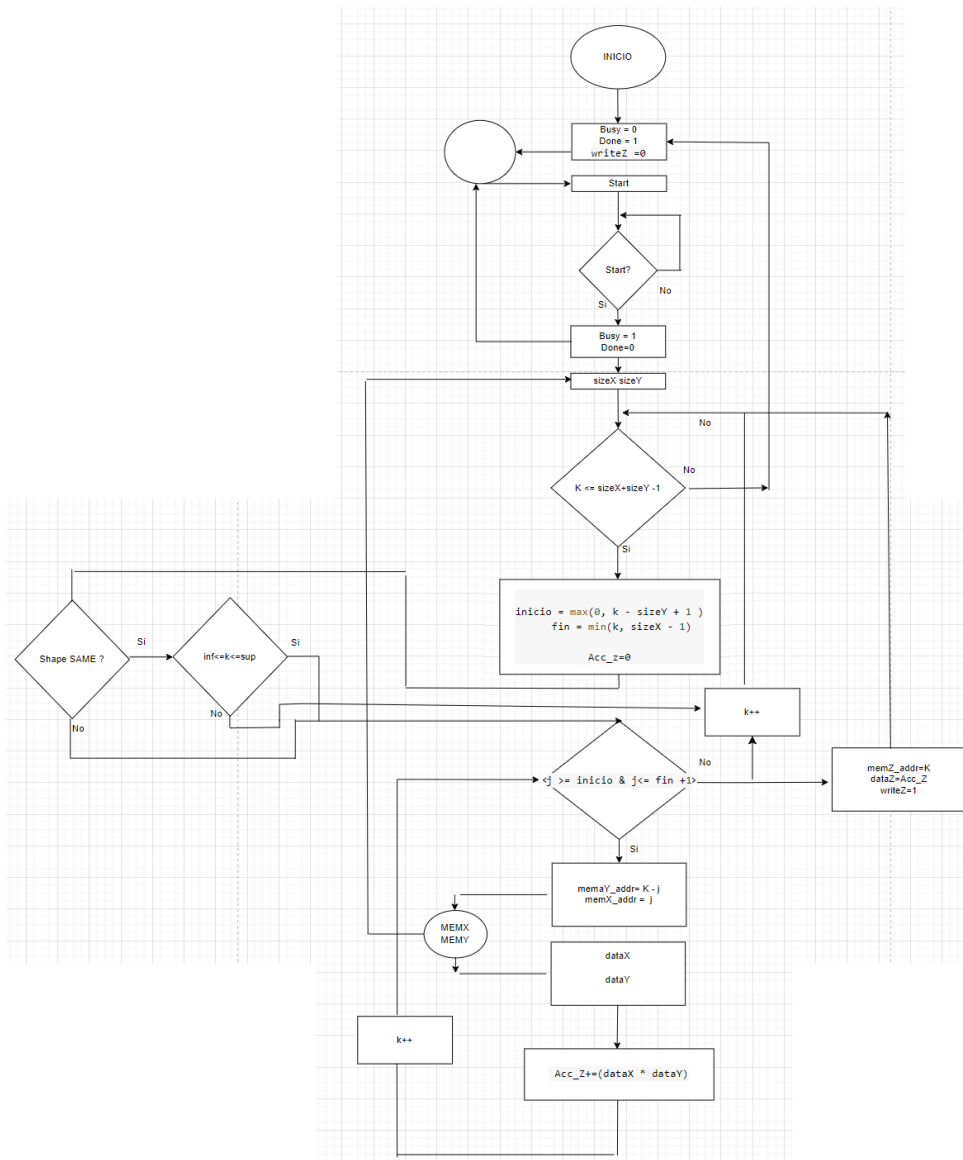 INICIO
Busy = 0
Done = 1
writeZ =0
Start
Start?
No
Si
Busy = 1
Done=0
sizeX sizeY
No
K <= sizeX+sizeY -1
No
Si
inicio = max(0, k - sizeY + 1 )
fin = min(k, sizeX - 1)
Acc_z=0
Shape SAME ?
Si
inf<=k<=sup
Si
No
No
k++
<j >= inicio & j<= fin +1>
No
memZ_addr=K
dataZ=Acc_Z
writeZ=1
Si
memaY_addr= K - j
memX_addr = j
MEMX
MEMY
dataX
dataY
k++
Acc_Z+=(dataX * dataY)